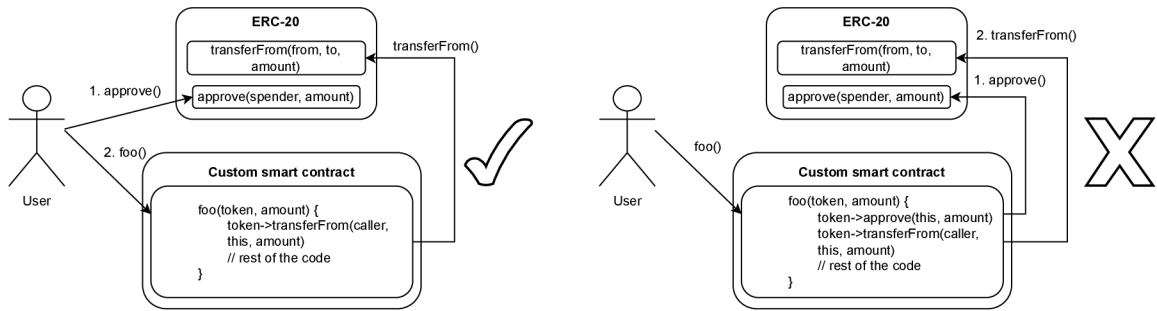 ERC-20
transferFrom(from, to,
amount)
approve(spender, amount)
transferFrom()
1. approve()
2. foo()
User
Custom smart contract
foo(token, amount) {
token->transferFrom(caller,
this, amount)
// rest of the code
}
ERC-20
transferFrom(from, to,
amount)
approve(spender, amount)
2. transferFrom()
1. approve()
foo()
User
Custom smart contract
foo(token, amount) {
token->approve(this, amount)
token->transferFrom(caller,
this, amount)
// rest of the code
}